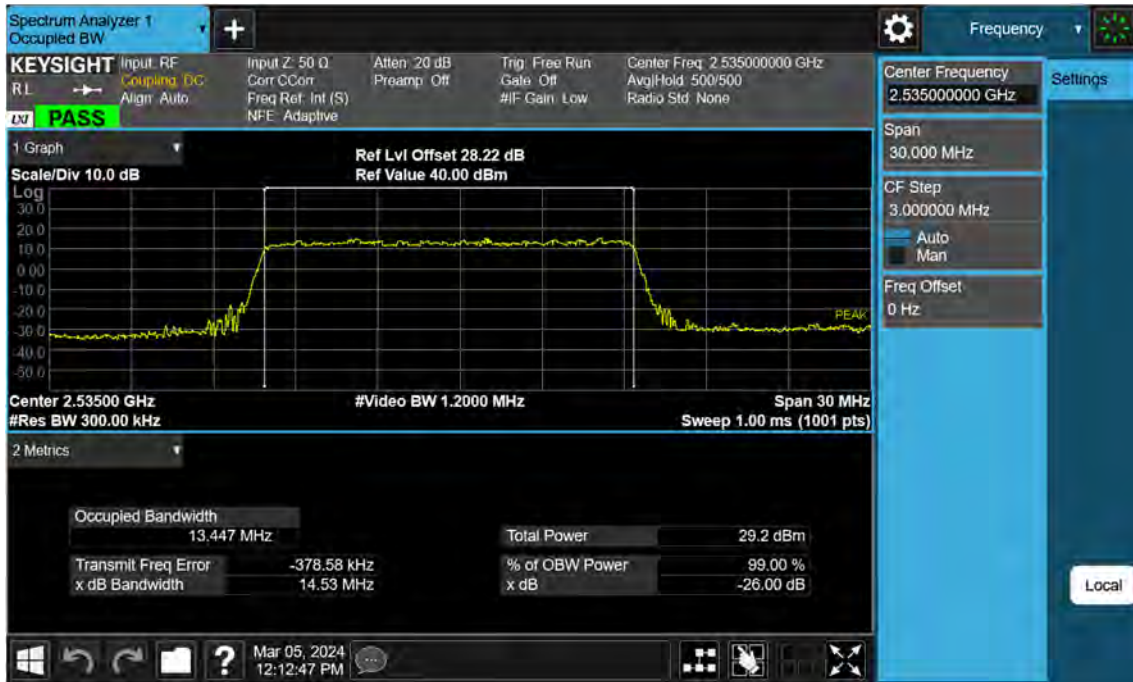 Spectrum Analyzer 1
Occupied BW
+
Frequency
KEYSIGHT
RL
LXI
PASS
Input: RF
Coupling: DC
Align: Auto
Input Z: 50 Ω
Corr CCorr
Freq Ref: Int (S)
NFE: Adaptive
Atten: 20 dB
Preamp: Off
Trig: Free Run
Gate: Off
#IF Gain: Low
Center Freq: 2.535000000 GHz
Avg|Hold: 500/500
Radio Std: None
Center Frequency
2.535000000 GHz
Settings
Span
30.000 MHz
CF Step
3.000000 MHz
Auto
Man
Freq Offset
0 Hz
Local
1 Graph
Scale/Div 10.0 dB
Ref Lvl Offset 28.22 dB
Ref Value 40.00 dBm
Log
30.0
20.0
10.0
0.00
-10.0
-20.0
-30.0
-40.0
-50.0
PEAK
Center 2.53500 GHz
#Video BW 1.2000 MHz
Span 30 MHz
#Res BW 300.00 kHz
Sweep 1.00 ms (1001 pts)
2 Metrics
Occupied Bandwidth
13.447 MHz
Total Power
29.2 dBm
Transmit Freq Error
-378.58 kHz
% of OBW Power
99.00 %
x dB Bandwidth
14.53 MHz
x dB
-26.00 dB
?
Mar 05, 2024
12:12:47 PM